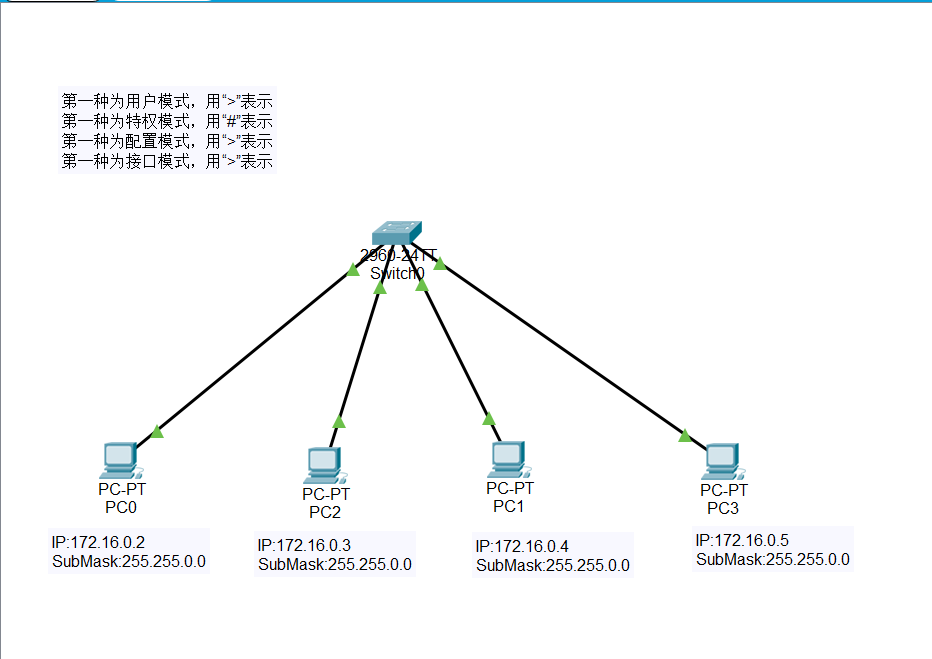 第一种为用户模式，用“>”表示
第一种为特权模式，用“#”表示
第一种为配置模式，用“>”表示
第一种为接口模式，用“>”表示
2960-24TT
Switch0
PC-PT
PC0
PC-PT
PC2
PC-PT
PC1
PC-PT
PC3
IP:172.16.0.2
SubMask:255.255.0.0
IP:172.16.0.3
SubMask:255.255.0.0
IP:172.16.0.4
SubMask:255.255.0.0
IP:172.16.0.5
SubMask:255.255.0.0